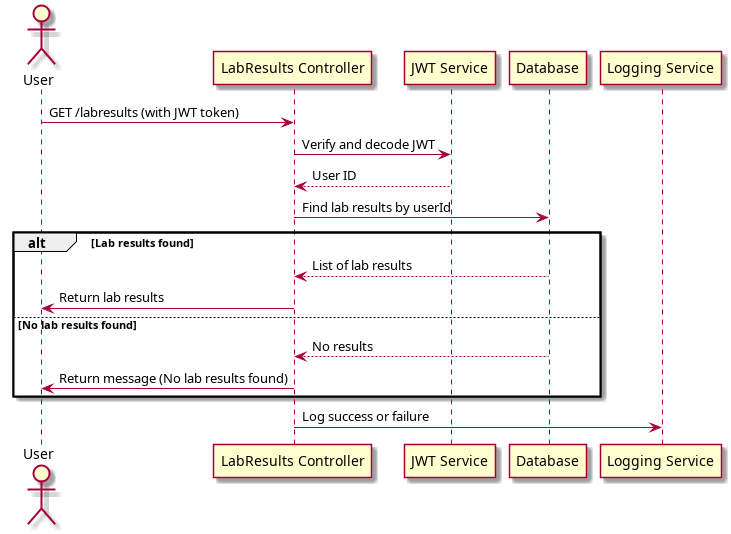 User
LabResults Controller
JWT Service
Database
Logging Service
GET /labresults (with JWT token)
Verify and decode JWT
User ID
Find lab results by userId
alt
[Lab results found]
List of lab results
Return lab results
[No lab results found]
No results
Return message (No lab results found)
Log success or failure
User
LabResults Controller
JWT Service
Database
Logging Service